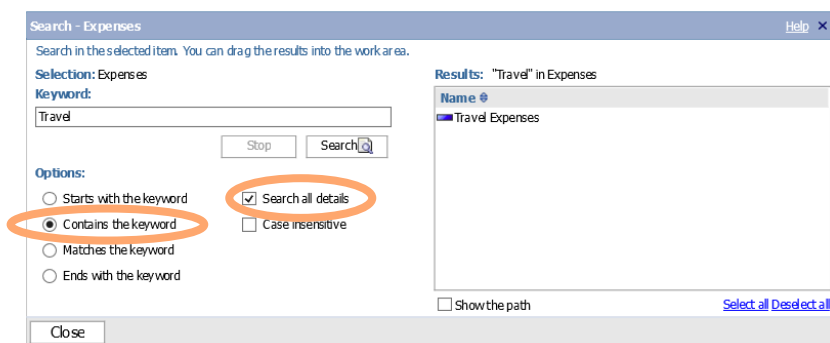 Search - Expenses
Help
Search in the selected item. You can drag the results into the work area.
Selection: Expenses
Keyword:
Travel
Stop
Search
Options:
Starts with the keyword
Search all details
Contains the keyword
Case insensitive
Matches the keyword
Ends with the keyword
Results: "Travel" in Expenses
Name
Travel Expenses
Show the path
Select all Deselect all
Close